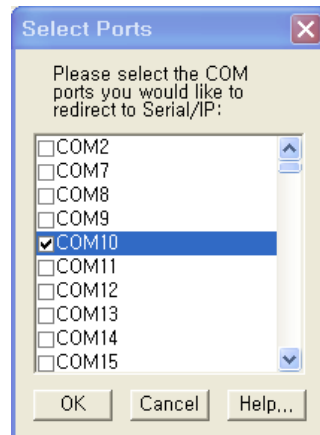 Select Ports
Please select the COM
ports you would like to
redirect to Serial/IP:
COM2
COM7
COM8
COM9
COM10
COM11
COM12
COM13
COM14
COM15
OK Cancel Help...